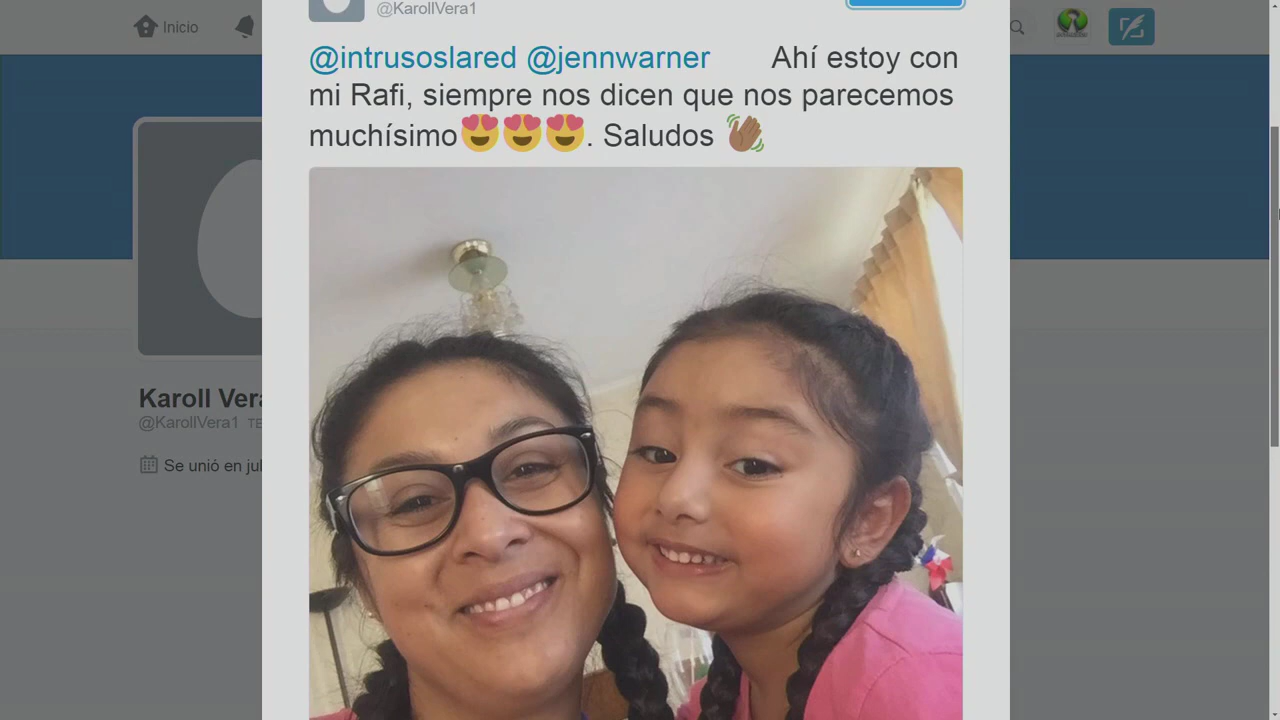 Inicio
@KarollVera1
@intrusoslared @jennwarner Ahí estoy con
mi Rafi, siempre nos dicen que nos parecemos
muchísimo😍😍😍. Saludos 👋🏾
Karoll Vera
@KarollVera1 TE
Se unió en jul